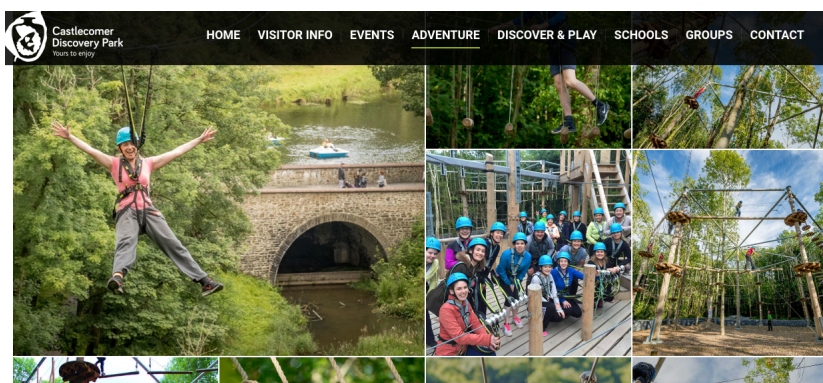 Castlecomer
Discovery Park
Yours to enjoy
HOME VISITOR INFO EVENTS ADVENTURE DISCOVER & PLAY SCHOOLS GROUPS CONTACT